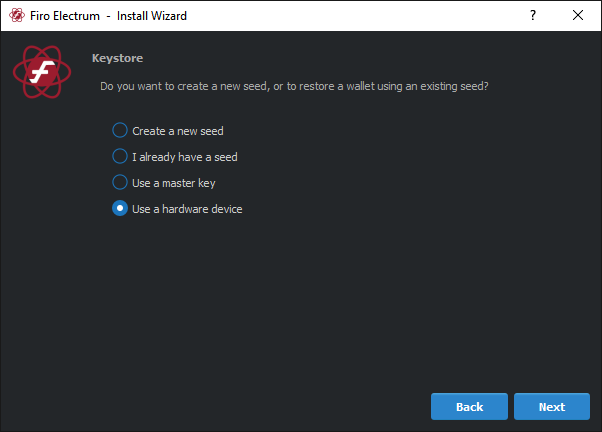 Firo Electrum  -  Install Wizard
Keystore
Do you want to create a new seed, or to restore a wallet using an existing seed?
Create a new seed
I already have a seed
Use a master key
Use a hardware device
Back
Next